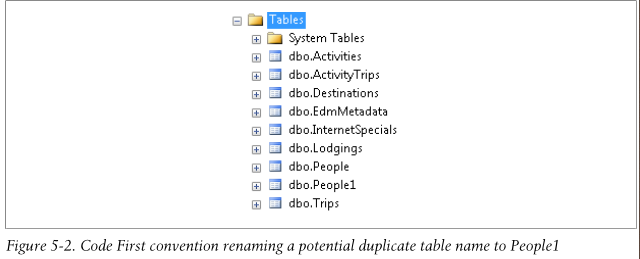 Tables
System Tables
dbo.Activities
dbo.ActivityTrips
dbo.Destinations
dbo.EdmMetadata
dbo.InternetSpecials
dbo.Lodgings
dbo.People
dbo.People1
dbo.Trips
Figure 5-2. Code First convention renaming a potential duplicate table name to People1